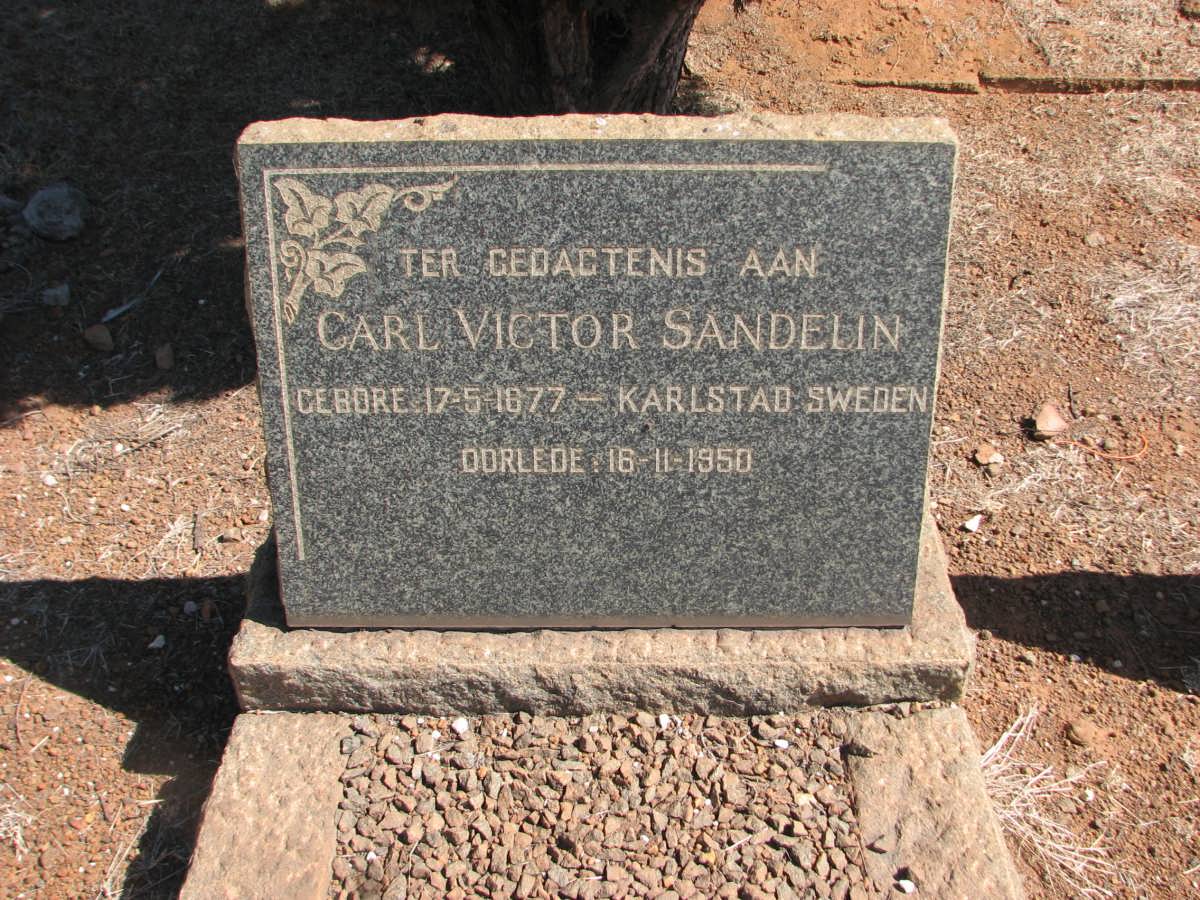 TER GEDAGTENIS AAN
CARL VICTOR SANDELIN
GEBORE: 17-5-1877 – KARLSTAD SWEDEN
OORLEDE: 16-11-1950